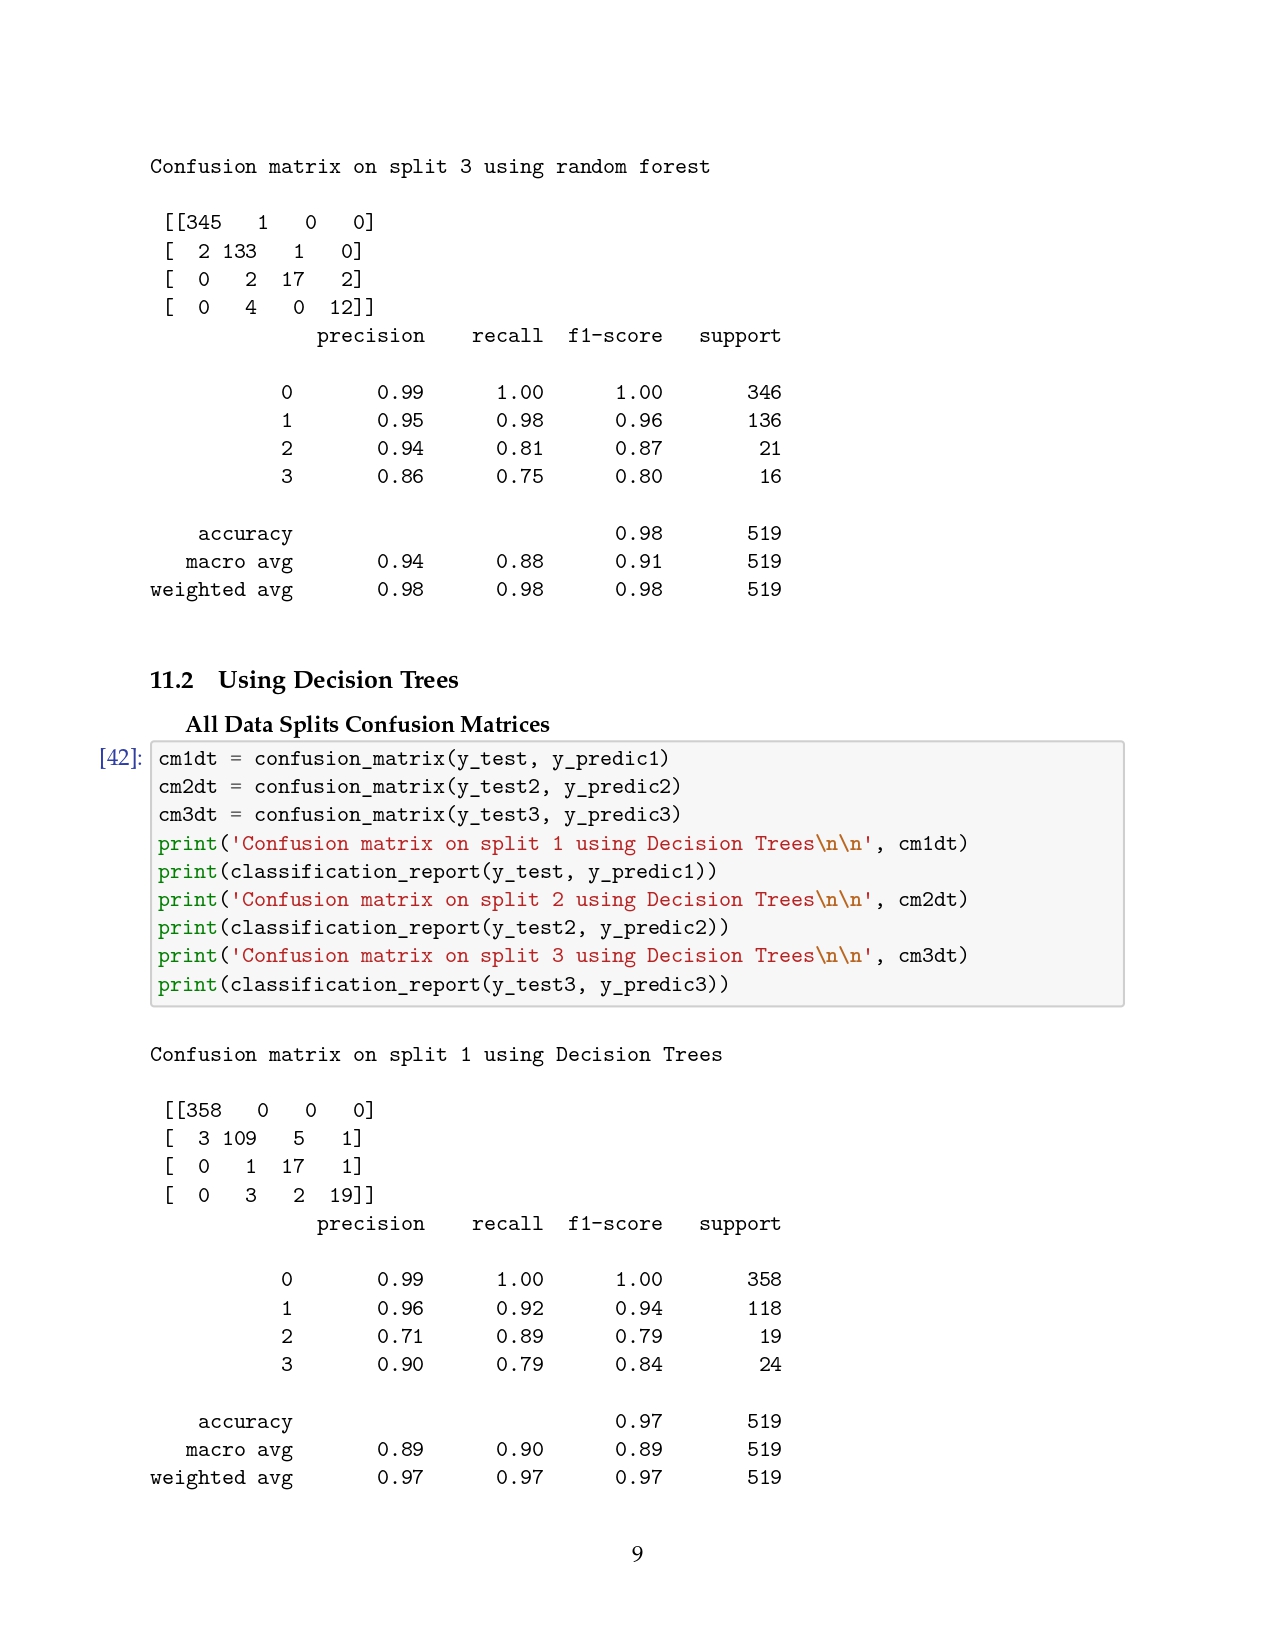 Confusion matrix on split 3 using random forest
[[345   1   0   0]
[  2 133   1   0]
[  0   2  17   2]
[  0   4   0  12]]
precision    recall  f1-score   support
0       0.99      1.00      1.00       346
1       0.95      0.98      0.96       136
2       0.94      0.81      0.87        21
3       0.86      0.75      0.80        16
accuracy                           0.98       519
macro avg       0.94      0.88      0.91       519
weighted avg       0.98      0.98      0.98       519
11.2 Using Decision Trees
All Data Splits Confusion Matrices
[42]: cm1dt = confusion_matrix(y_test, y_predic1)
cm2dt = confusion_matrix(y_test2, y_predic2)
cm3dt = confusion_matrix(y_test3, y_predic3)
print('Confusion matrix on split 1 using Decision Trees\n\n', cm1dt)
print(classification_report(y_test, y_predic1))
print('Confusion matrix on split 2 using Decision Trees\n\n', cm2dt)
print(classification_report(y_test2, y_predic2))
print('Confusion matrix on split 3 using Decision Trees\n\n', cm3dt)
print(classification_report(y_test3, y_predic3))
Confusion matrix on split 1 using Decision Trees
[[358   0   0   0]
[  3 109   5   1]
[  0   1  17   1]
[  0   3   2  19]]
precision    recall  f1-score   support
0       0.99      1.00      1.00       358
1       0.96      0.92      0.94       118
2       0.71      0.89      0.79        19
3       0.90      0.79      0.84        24
accuracy                           0.97       519
macro avg       0.89      0.90      0.89       519
weighted avg       0.97      0.97      0.97       519
9